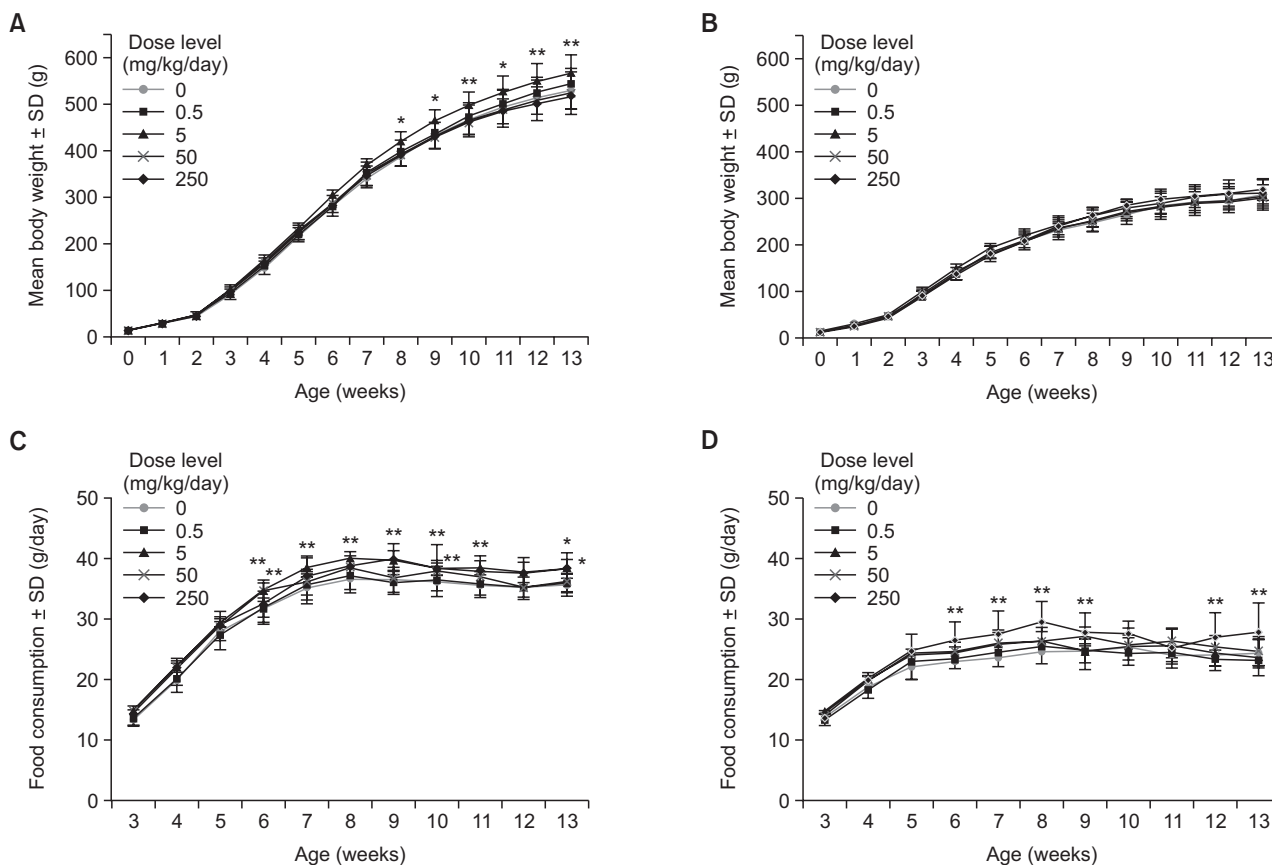 A
Dose level
(mg/kg/day)
0
0.5
5
50
250
Mean body weight ± SD (g)
600
500
400
300
200
100
0
* * ** * ** **
0 1 2 3 4 5 6 7 8 9 10 11 12 13
Age (weeks)
B
Dose level
(mg/kg/day)
0
0.5
5
50
250
Mean body weight ± SD (g)
600
500
400
300
200
100
0
0 1 2 3 4 5 6 7 8 9 10 11 12 13
Age (weeks)
C
Dose level
(mg/kg/day)
0
0.5
5
50
250
Food consumption ± SD (g/day)
50
40
30
20
10
0
** ** ** ** ** ** ** ** * *
3 4 5 6 7 8 9 10 11 12 13
Age (weeks)
D
Dose level
(mg/kg/day)
0
0.5
5
50
250
Food consumption ± SD (g/day)
50
40
30
20
10
0
** ** ** ** ** **
3 4 5 6 7 8 9 10 11 12 13
Age (weeks)